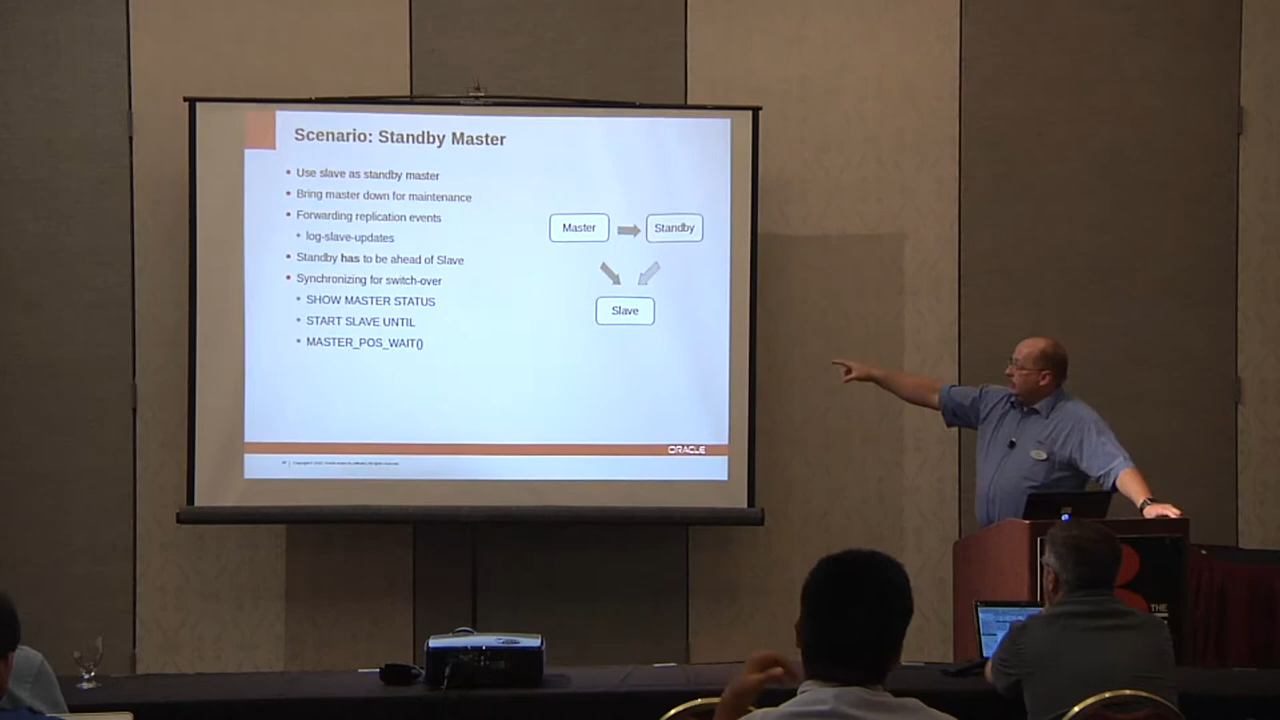 Scenario: Standby Master
• Use slave as standby master
• Bring master down for maintenance
• Forwarding replication events
• log-slave-updates
• Standby has to be ahead of Slave
• Synchronizing for switch-over
• SHOW MASTER STATUS
• START SLAVE UNTIL
• MASTER_POS_WAIT()
Master
Standby
Slave
ORACLE
THE